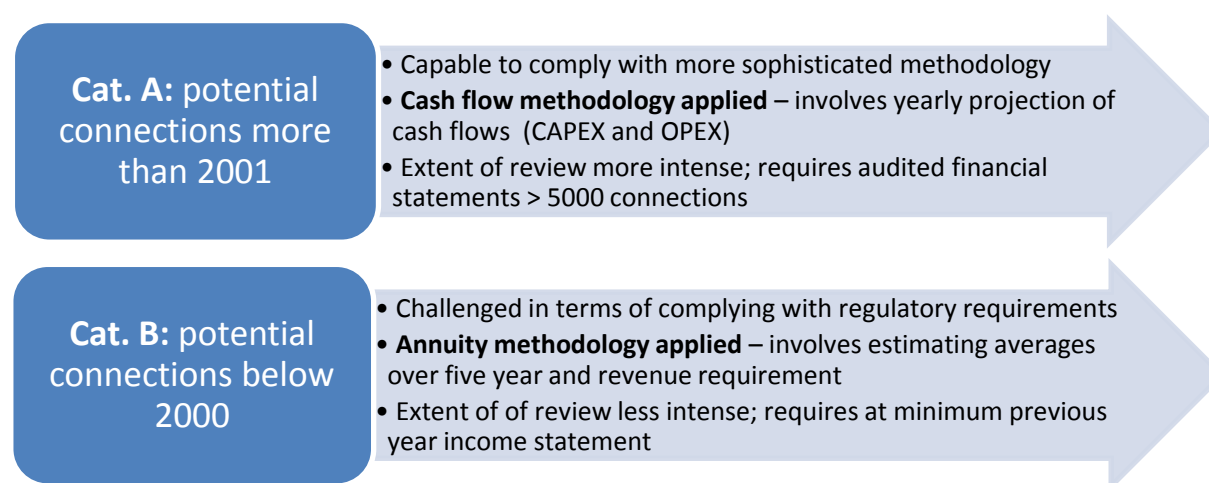 Cat. A: potential
connections more
than 2001
• Capable to comply with more sophisticated methodology
• Cash flow methodology applied – involves yearly projection of
cash flows (CAPEX and OPEX)
• Extent of review more intense; requires audited financial
statements > 5000 connections
Cat. B: potential
connections below
2000
• Challenged in terms of complying with regulatory requirements
• Annuity methodology applied – involves estimating averages
over five year and revenue requirement
• Extent of of review less intense; requires at minimum previous
year income statement